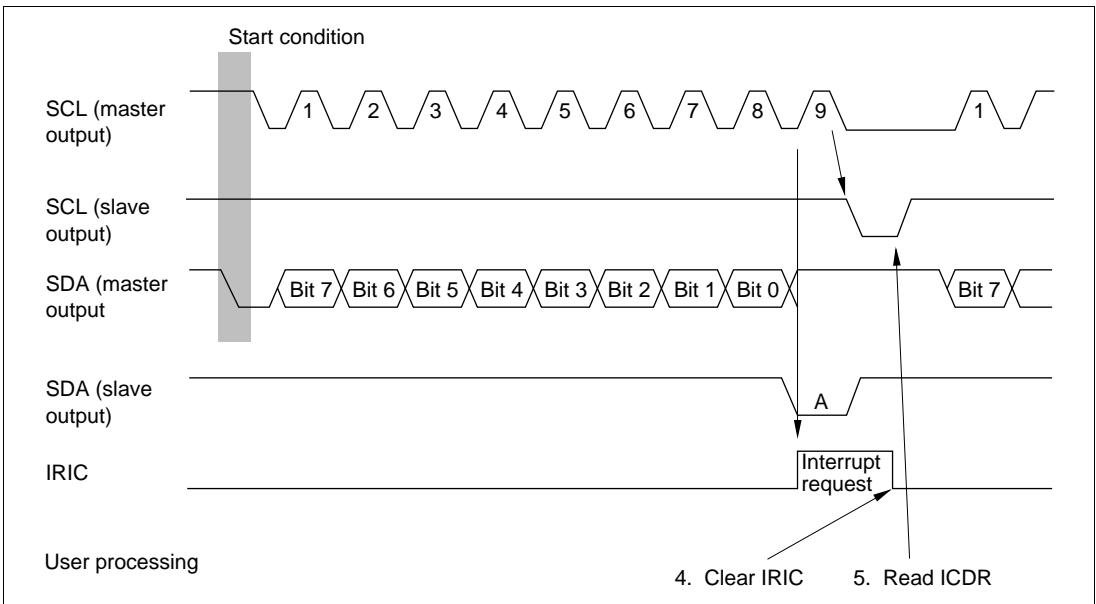 Start condition
SCL (master
output)
1 2 3 4 5 6 7 8 9 1
SCL (slave
output)
SDA (master
output
Bit 7 Bit 6 Bit 5 Bit 4 Bit 3 Bit 2 Bit 1 Bit 0 Bit 7
SDA (slave
output)
A
IRIC
Interrupt
request
User processing
4. Clear IRIC 5. Read ICDR